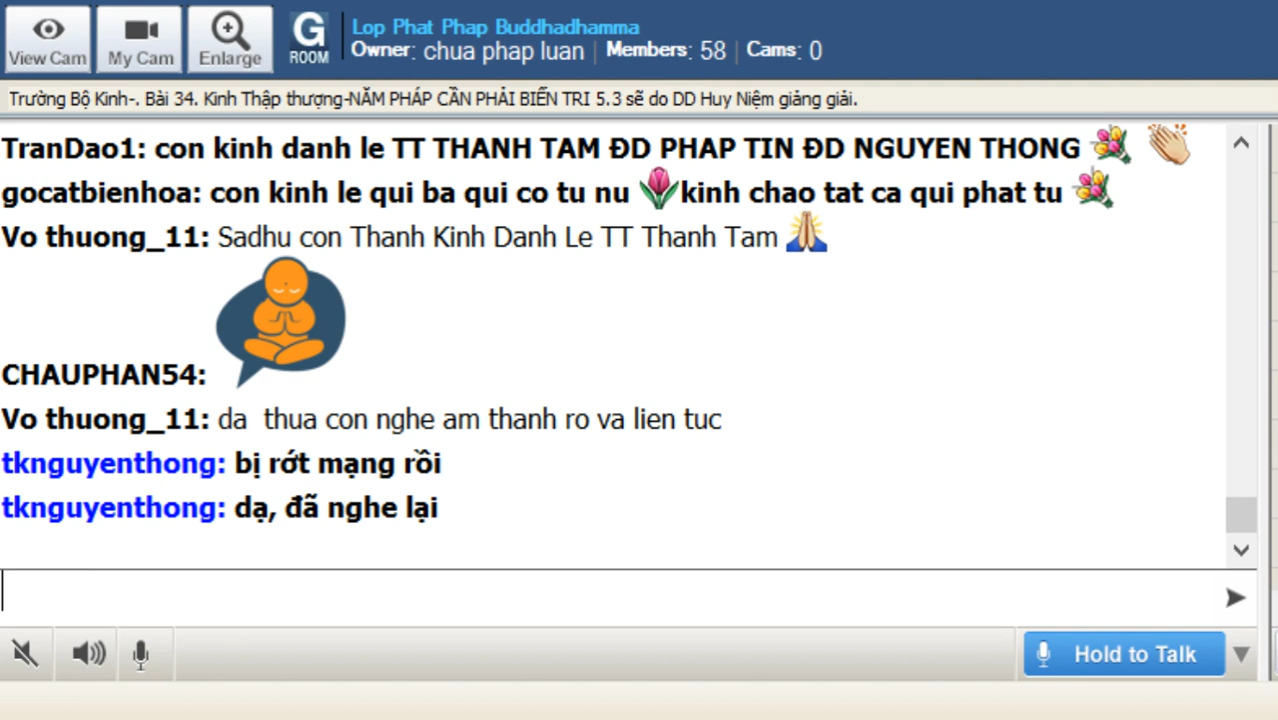 View Cam
My Cam
Enlarge
G
ROOM
Lop Phat Phap Buddhadhamma
Owner: chua phap luan | Members: 58 | Cams: 0
Trường Bộ Kinh-. Bài 34. Kinh Thập thượng-NĂM PHÁP CẦN PHẢI BIẾN TRI 5.3 sẽ do DD Huy Niệm giảng giải.
TranDao1: con kinh danh le TT THANH TAM ĐD PHAP TIN ĐD NGUYEN THONG
gocatbienhoa: con kinh le qui ba qui co tu nu kinh chao tat ca qui phat tu
Vo thuong_11: Sadhu con Thanh Kinh Danh Le TT Thanh Tam
CHAUPHAN54:
Vo thuong_11: da  thua con nghe am thanh ro va lien tuc
tknguyenthong: bị rớt mạng rồi
tknguyenthong: dạ, đã nghe lại
Hold to Talk